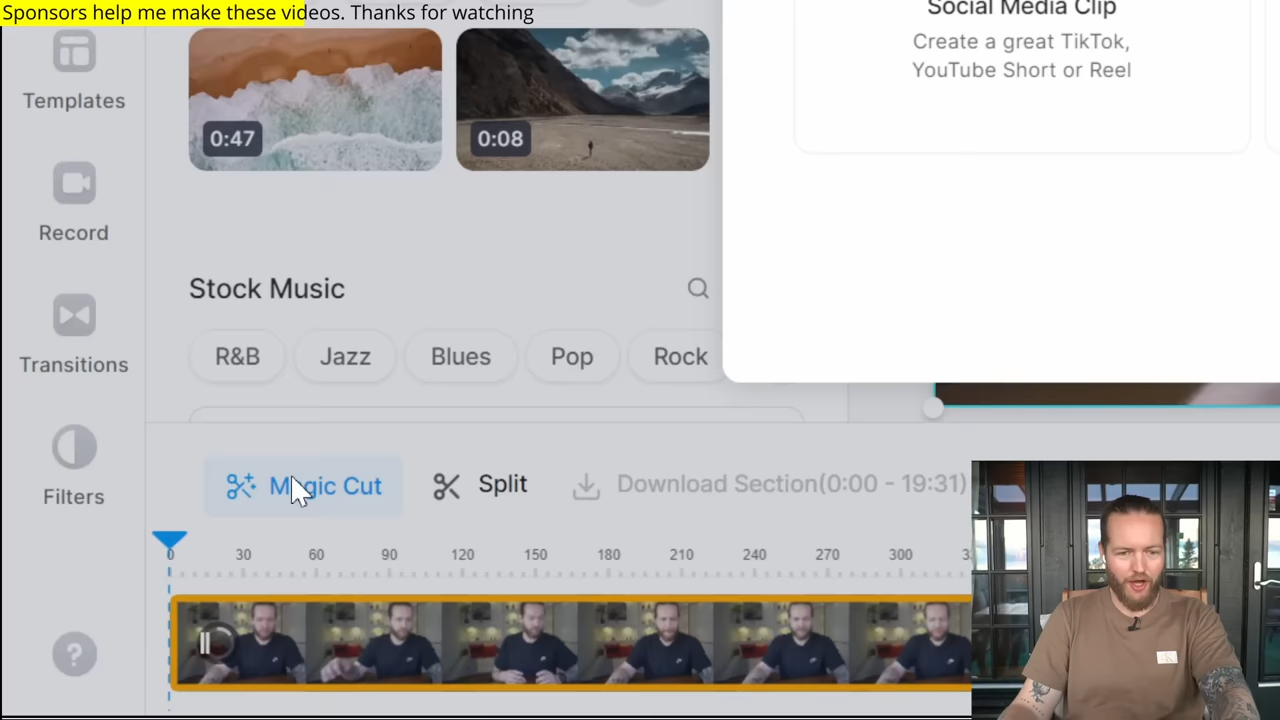 Sponsors help me make these videos. Thanks for watching
Social Media Clip
Create a great TikTok,
YouTube Short or Reel
Templates
0:47
0:08
Record
Stock Music
Transitions
R&B
Jazz
Blues
Pop
Rock
Filters
Magic Cut
Split
Download Section(0:00 - 19:31)
0 30 60 90 120 150 180 210 240 270 300
?